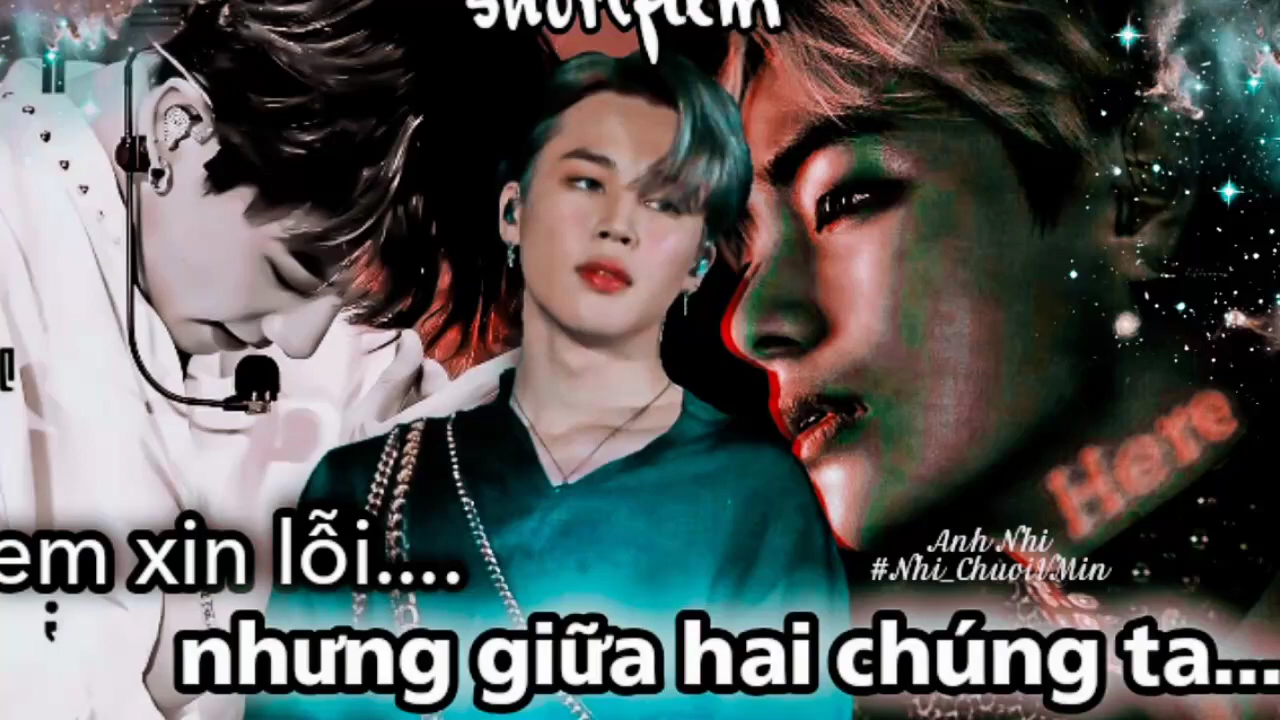 Here
em xin lỗi....
Anh Nhi
#Nhi_ChuoiVMin
nhưng giữa hai chúng ta...